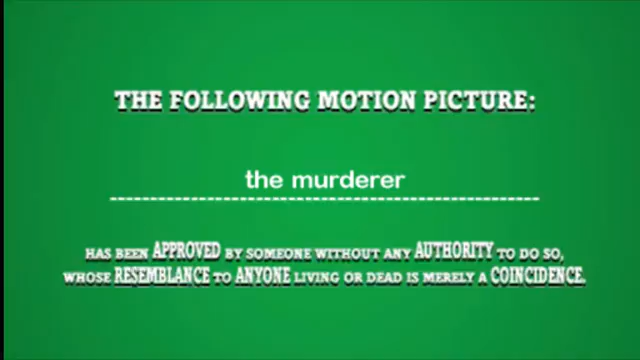 THE FOLLOWING MOTION PICTURE:
the murderer
HAS BEEN APPROVED BY SOMEONE WITHOUT ANY AUTHORITY TO DO SO,
WHOSE RESEMBLANCE TO ANYONE LIVING OR DEAD IS MERELY A COINCIDENCE.